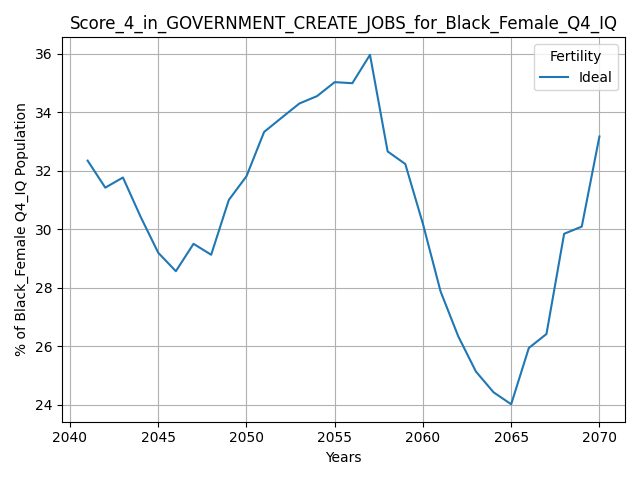 Score_4_in_GOVERNMENT_CREATE_JOBS_for_Black_Female_Q4_IQ
Fertility
Ideal
% of Black_Female Q4_IQ Population
36
34
32
30
28
26
24
2040
2045
2050
2055
2060
2065
2070
Years